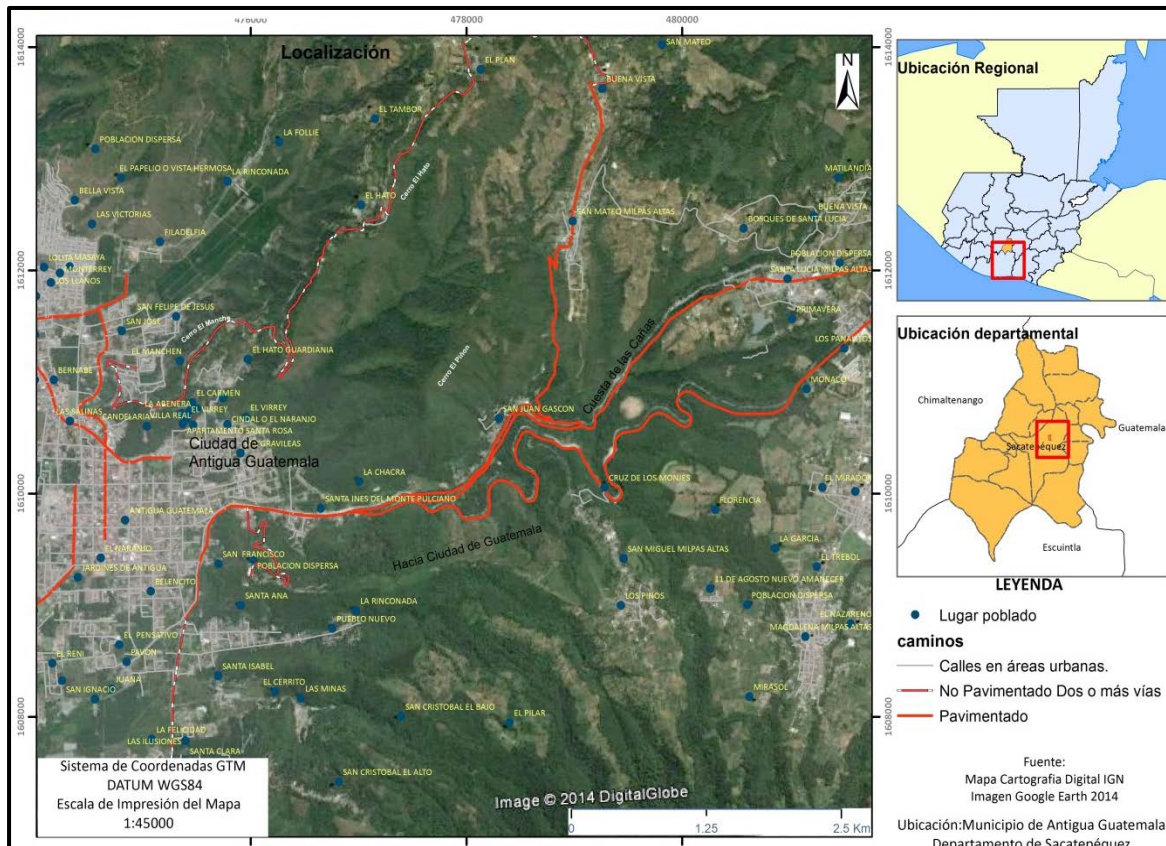 476000
478000
480000
1614000
1612000
1610000
1608000
Localización
N
SAN MATEO
EL PLAN
BUENA VISTA
EL TAMBOR
LA FOLLIE
POBLACION DISPERSA
EL PAPELIO O VISTA HERMOSA
LA RINCONADA
MATILANDIA
BELLA VISTA
EL HATO
Cerro El Hato
LAS VICTORIAS
SAN MATEO MILPAS ALTAS
BUENA VISTA
BOSQUES DE SANTA LUCIA
FILADELFIA
POBLACION DISPERSA
LOLITA
MASAYA
MONTERREY
LOS LLANOS
SANTA LUCIA MILPAS ALTAS
SAN FELIPE DE JESUS
SAN JOSE
Cerro El Manche
PRIMAVERA
EL MANCHEN
EL HATO GUARDIANIA
Cerro El Piñon
Cuesta de las Cañas
LOS PANALILLOS
BERNABE
MONACO
EL CARMEN
LA ARENERA
EL VIRREY
EL VIRREY
LAS SALINAS
CANDELARIA
VILLA REAL
CINDAL O EL NARANJO
SAN JUAN GASCON
APARTAMENTO SANTA ROSA
Ciudad de
Antigua Guatemala
GRAVILEAS
LA CHACRA
CRUZ DE LOS MONJES
EL MIRADOR
SANTA INES DEL MONTE PULCIANO
FLORENCIA
ANTIGUA GUATEMALA
Hacia Ciudad de Guatemala
LA GARCIA
EL NARANJO
SAN FRANCISCO
POBLACION DISPERSA
SAN MIGUEL MILPAS ALTAS
EL TREBOL
JARDINES DE ANTIGUA
BELENCITO
11 DE AGOSTO NUEVO AMANECER
SANTA ANA
LA RINCONADA
LOS PINOS
POBLACION DISPERSA
PUEBLO NUEVO
EL NAZARENO
MAGDALENA MILPAS ALTAS
EL PENSATIVO
EL RENI
PAVON
JUANA
SAN IGNACIO
SANTA ISABEL
EL CERRITO
LAS MINAS
MIRASOL
SAN CRISTOBAL EL BAJO
EL PILAR
LA FELICIDAD
LAS ILUSIONES
SANTA CLARA
SAN CRISTOBAL EL ALTO
Sistema de Coordenadas GTM
DATUM WGS84
Escala de Impresión del Mapa
1:45000
Image © 2014 DigitalGlobe
0 1.25 2.5 Km
1614000
1612000
1610000
1608000
Ubicación Regional
Ubicación departamental
Chimaltenango
Guatemala
Sacatepéquez
Escuintla
LEYENDA
Lugar poblado
caminos
Calles en áreas urbanas.
No Pavimentado Dos o más vías
Pavimentado
Fuente:
Mapa Cartografia Digital IGN
Imagen Google Earth 2014
Ubicación:Municipio de Antigua Guatemala
Departamento de Sacatepéquez